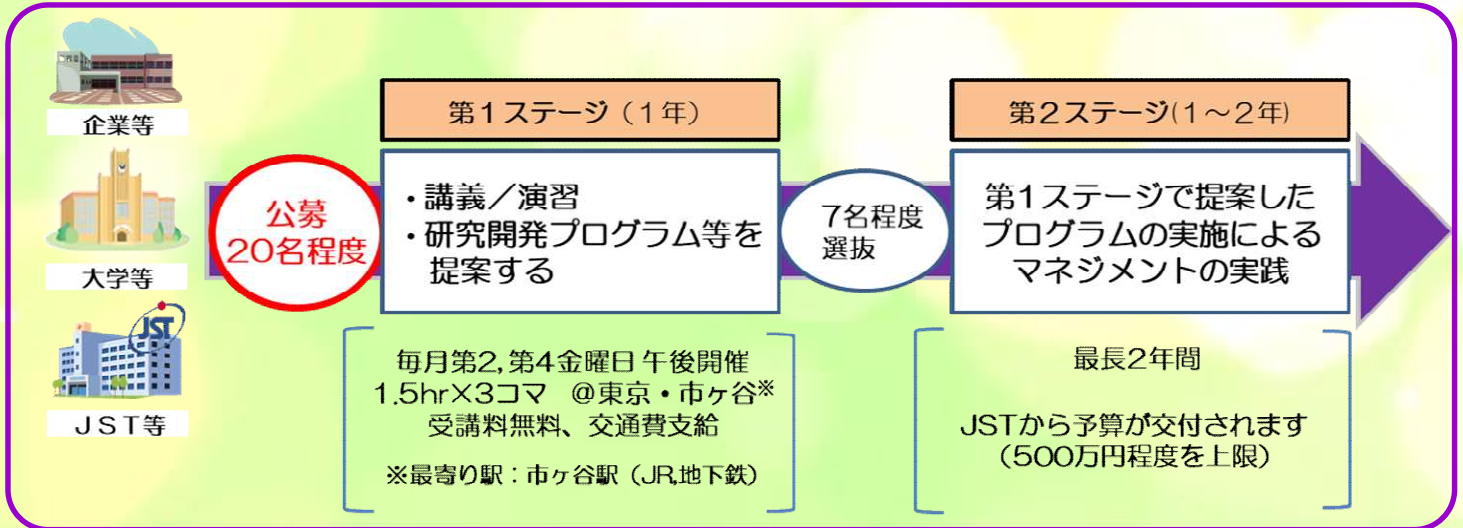 企業等
大学等
JST
JST等
公募
20名程度
第1ステージ（1年）
・講義／演習
・研究開発プログラム等を
提案する
毎月第2,第4金曜日 午後開催
1.5hr×3コマ　@東京・市ヶ谷※
受講料無料、交通費支給
※最寄り駅：市ヶ谷駅（JR,地下鉄）
7名程度
選抜
第2ステージ(1～2年)
第1ステージで提案した
プログラムの実施による
マネジメントの実践
最長2年間
JSTから予算が交付されます
（500万円程度を上限）